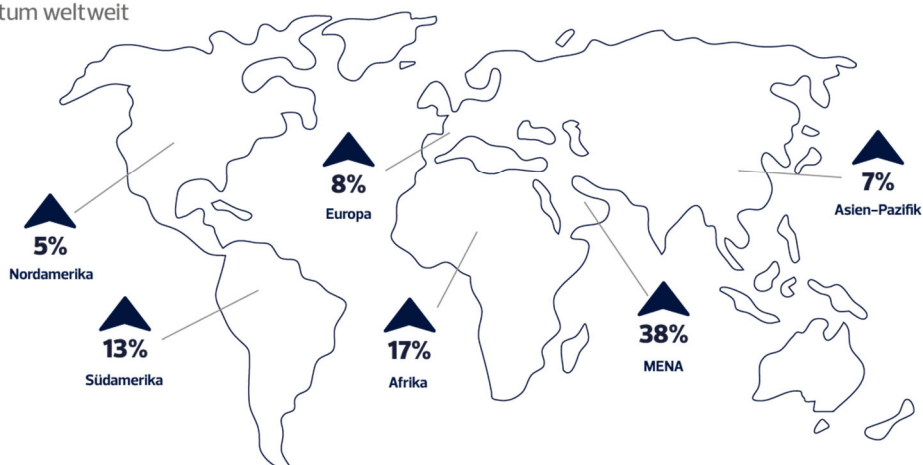 tum weltweit
8%
Europa
7%
Asien-Pazifik
5%
Nordamerika
13%
Südamerika
17%
Afrika
38%
MENA